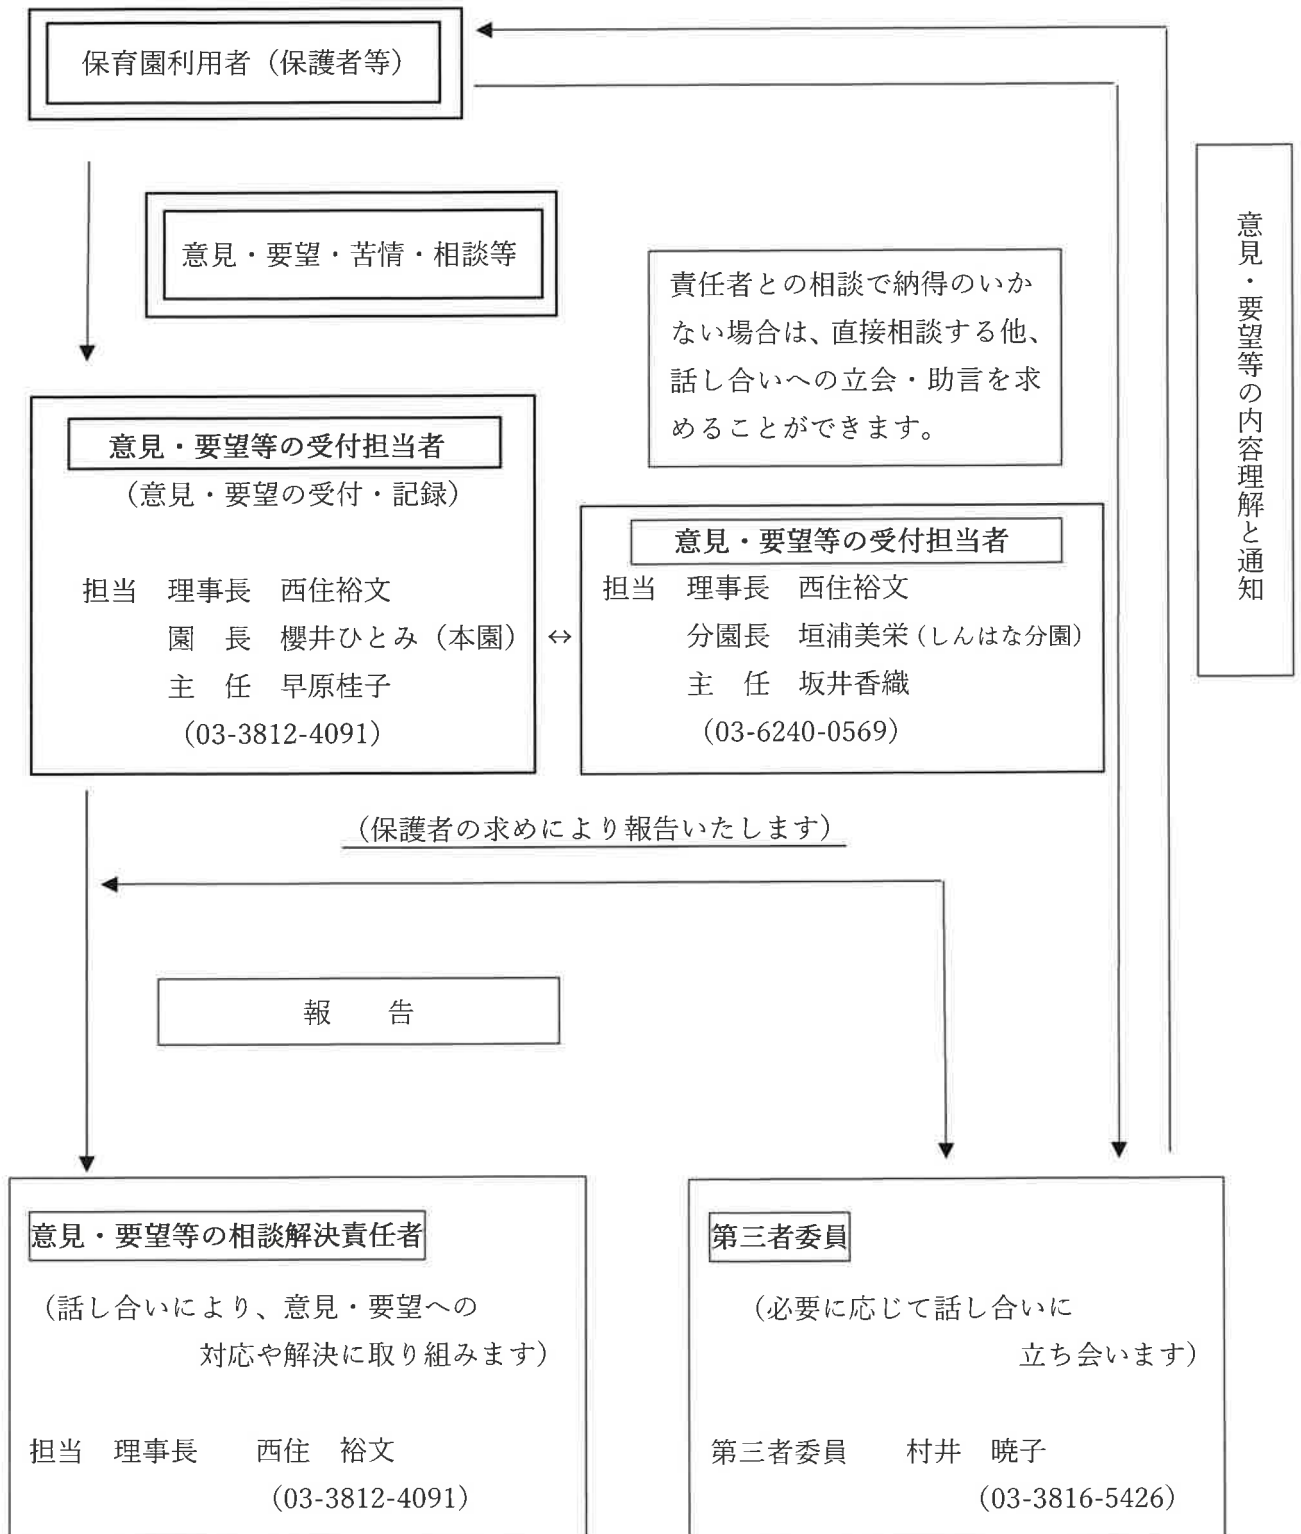 保育園利用者（保護者等）
意見・要望・苦情・相談等
責任者との相談で納得のいか
ない場合は、直接相談する他、
話し合いへの立会・助言を求
めることができます。
意見・要望等の内容理解と通知
意見・要望等の受付担当者
（意見・要望の受付・記録）
担当　理事長　西住裕文
園　長　櫻井ひとみ（本園）
主　任　早原桂子
（03-3812-4091）
↔
意見・要望等の受付担当者
担当　理事長　西住裕文
分園長　垣浦美栄（しんはな分園）
主　任　坂井香織
（03-6240-0569）
（保護者の求めにより報告いたします）
報　　告
意見・要望等の相談解決責任者
（話し合いにより、意見・要望への
対応や解決に取り組みます）
担当　理事長　　西住　裕文
（03-3812-4091）
第三者委員
（必要に応じて話し合いに
立ち会います）
第三者委員　　村井　暁子
（03-3816-5426）